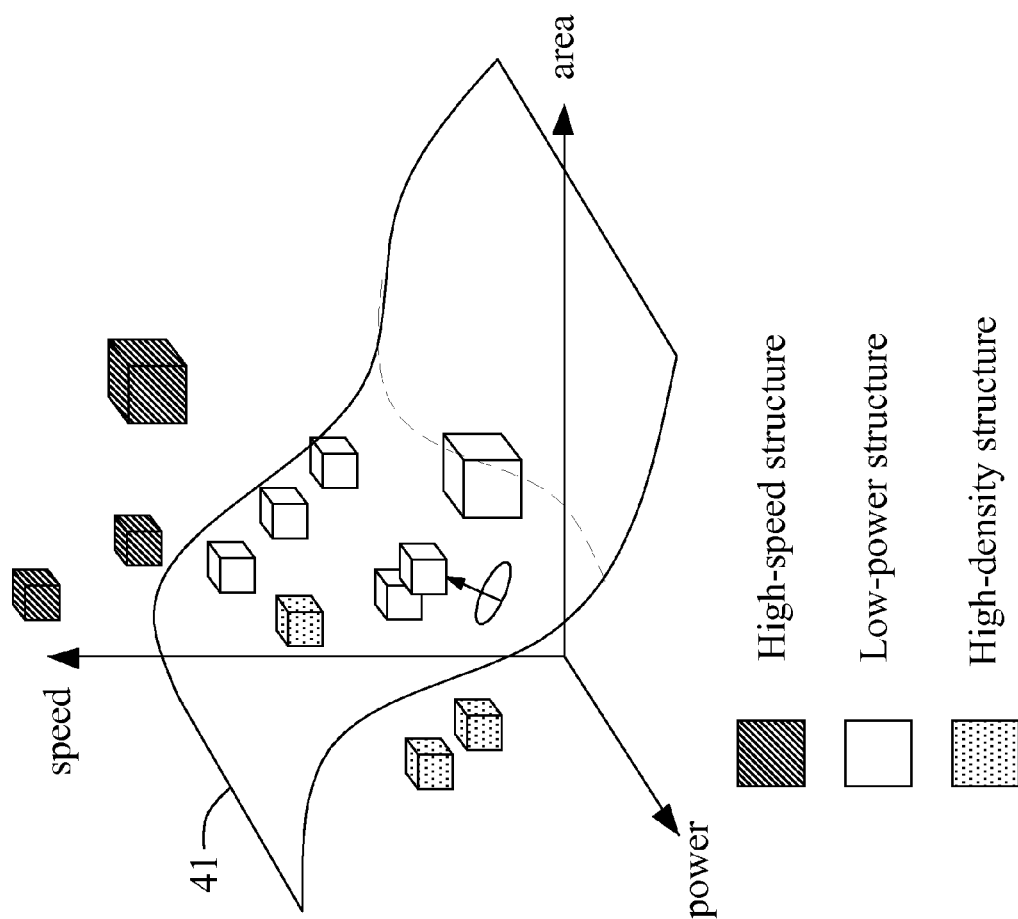 speed
area
41
power
High-speed structure
Low-power structure
High-density structure